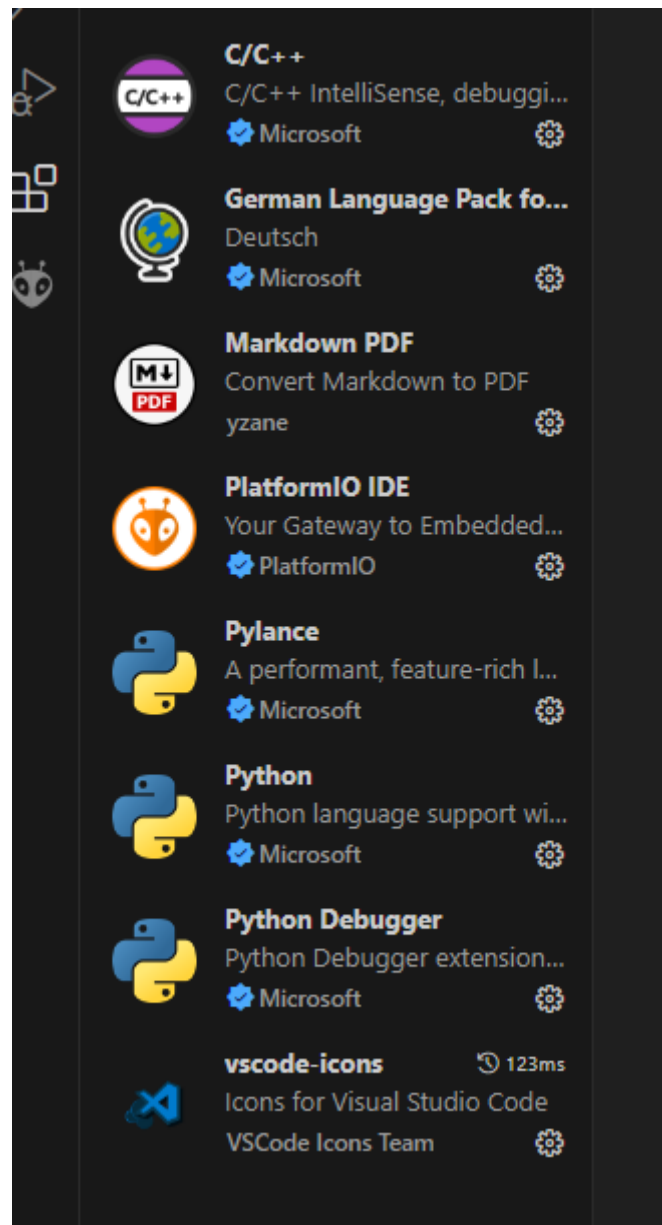 C/C++
C/C++
C/C++ IntelliSense, debuggi...
Microsoft
German Language Pack fo...
Deutsch
Microsoft
Markdown PDF
M
PDF
Convert Markdown to PDF
yzane
PlatformIO IDE
Your Gateway to Embedded...
PlatformIO
Pylance
A performant, feature-rich l...
Microsoft
Python
Python language support wi...
Microsoft
Python Debugger
Python Debugger extension...
Microsoft
vscode-icons 123ms
Icons for Visual Studio Code
VSCode Icons Team